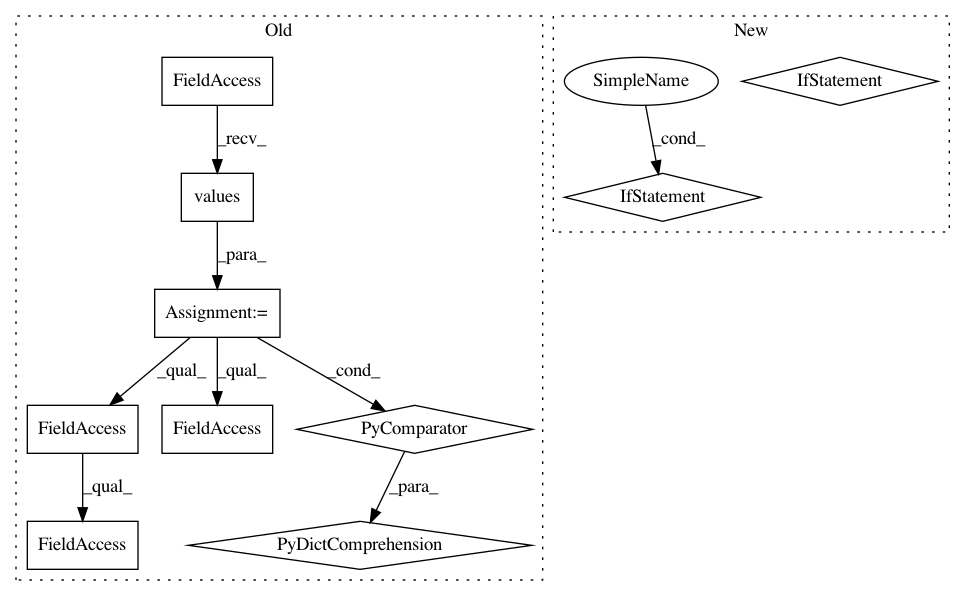 Old
New
FieldAccess
SimpleName
IfStatement
_recv_
_cond_
values
IfStatement
_para_
Assignment:=
_qual_
_qual_
_cond_
FieldAccess
FieldAccess
PyComparator
_qual_
_para_
FieldAccess
PyDictComprehension